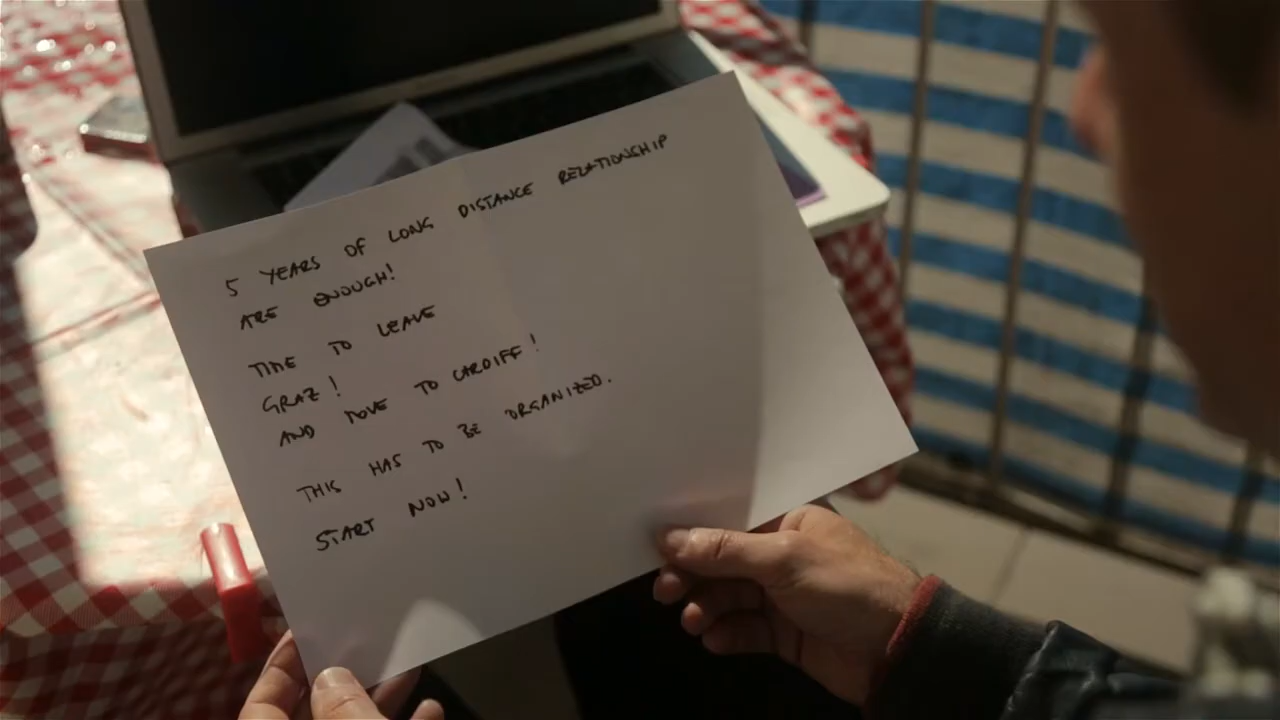 5 YEARS OF LONG DISTANCE RELATIONSHIP
ARE ENOUGH!
TIME TO LEAVE
GRAZ!
AND MOVE TO CARDIFF!
THIS HAS TO BE ORGANIZED.
START NOW!